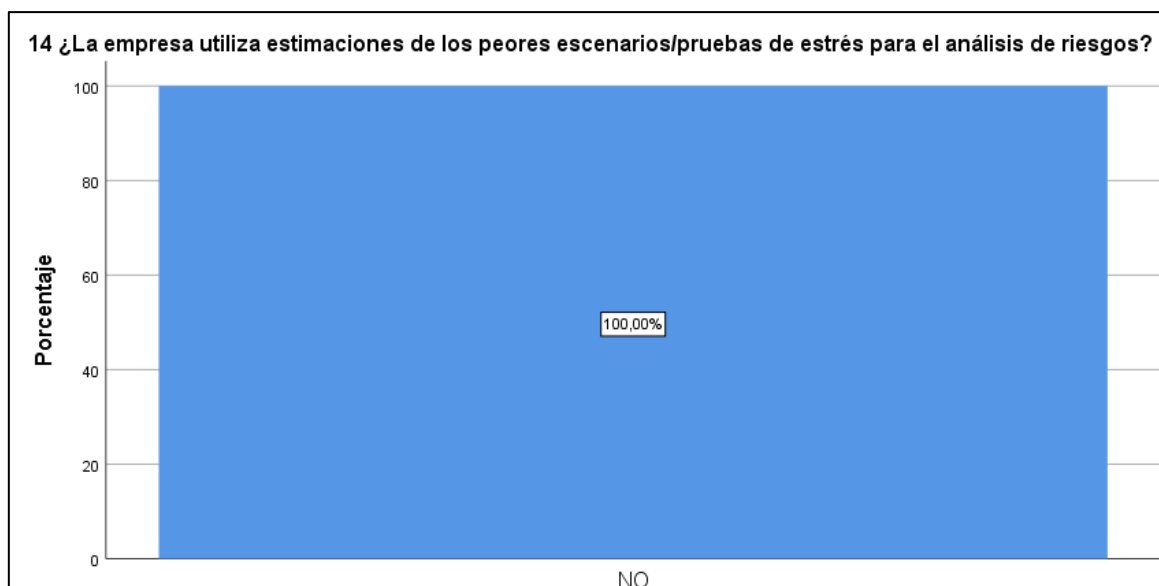 14 ¿La empresa utiliza estimaciones de los peores escenarios/pruebas de estrés para el análisis de riesgos?
100
80
60
40
20
0
Porcentaje
100,00%
NO